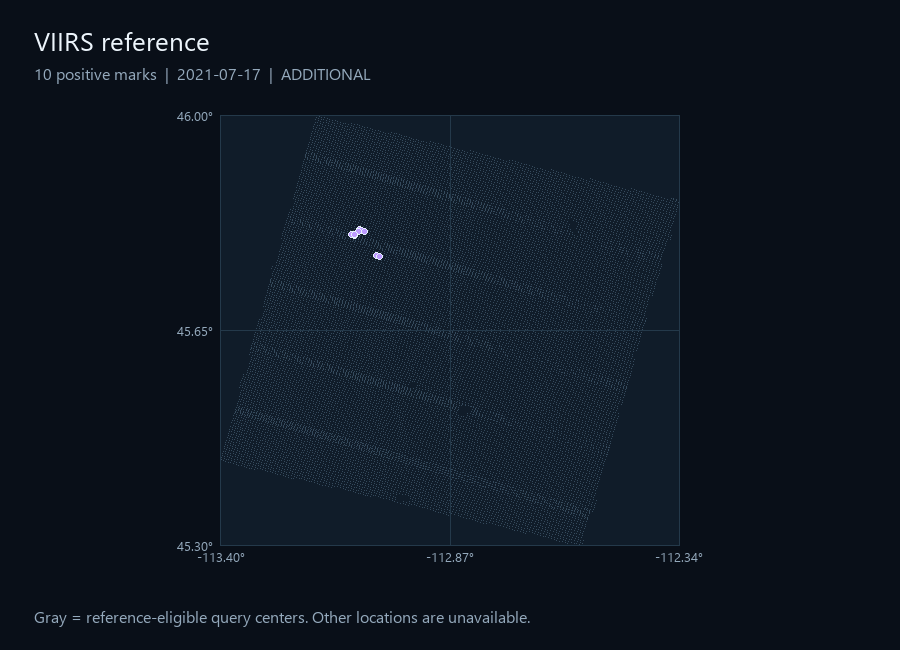 VIIRS reference
10 positive marks | 2021-07-17 | ADDITIONAL
46.00°
45.65°
45.30°
-113.40°
-112.87°
-112.34°
Gray = reference-eligible query centers. Other locations are unavailable.